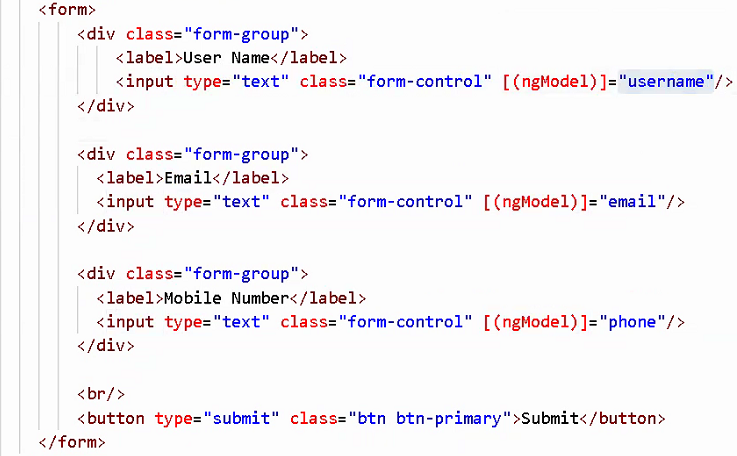 <form>
<div class="form-group">
<label>User Name</label>
<input type="text" class="form-control" [(ngModel)]="username"/>
</div>
<div class="form-group">
<label>Email</label>
<input type="text" class="form-control" [(ngModel)]="email"/>
</div>
<div class="form-group">
<label>Mobile Number</label>
<input type="text" class="form-control" [(ngModel)]="phone"/>
</div>
<br/>
<button type="submit" class="btn btn-primary">Submit</button>
</form>